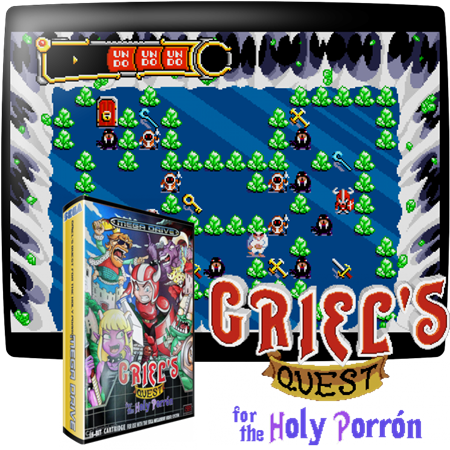 UN UN UN
DO DO DO
SEGA
MEGA DRIVE
MEGA DRIVE
GRIEL'S
QUEST
for the Holy Porrón
GRIEL'S
QUEST
for
the Holy Porrón